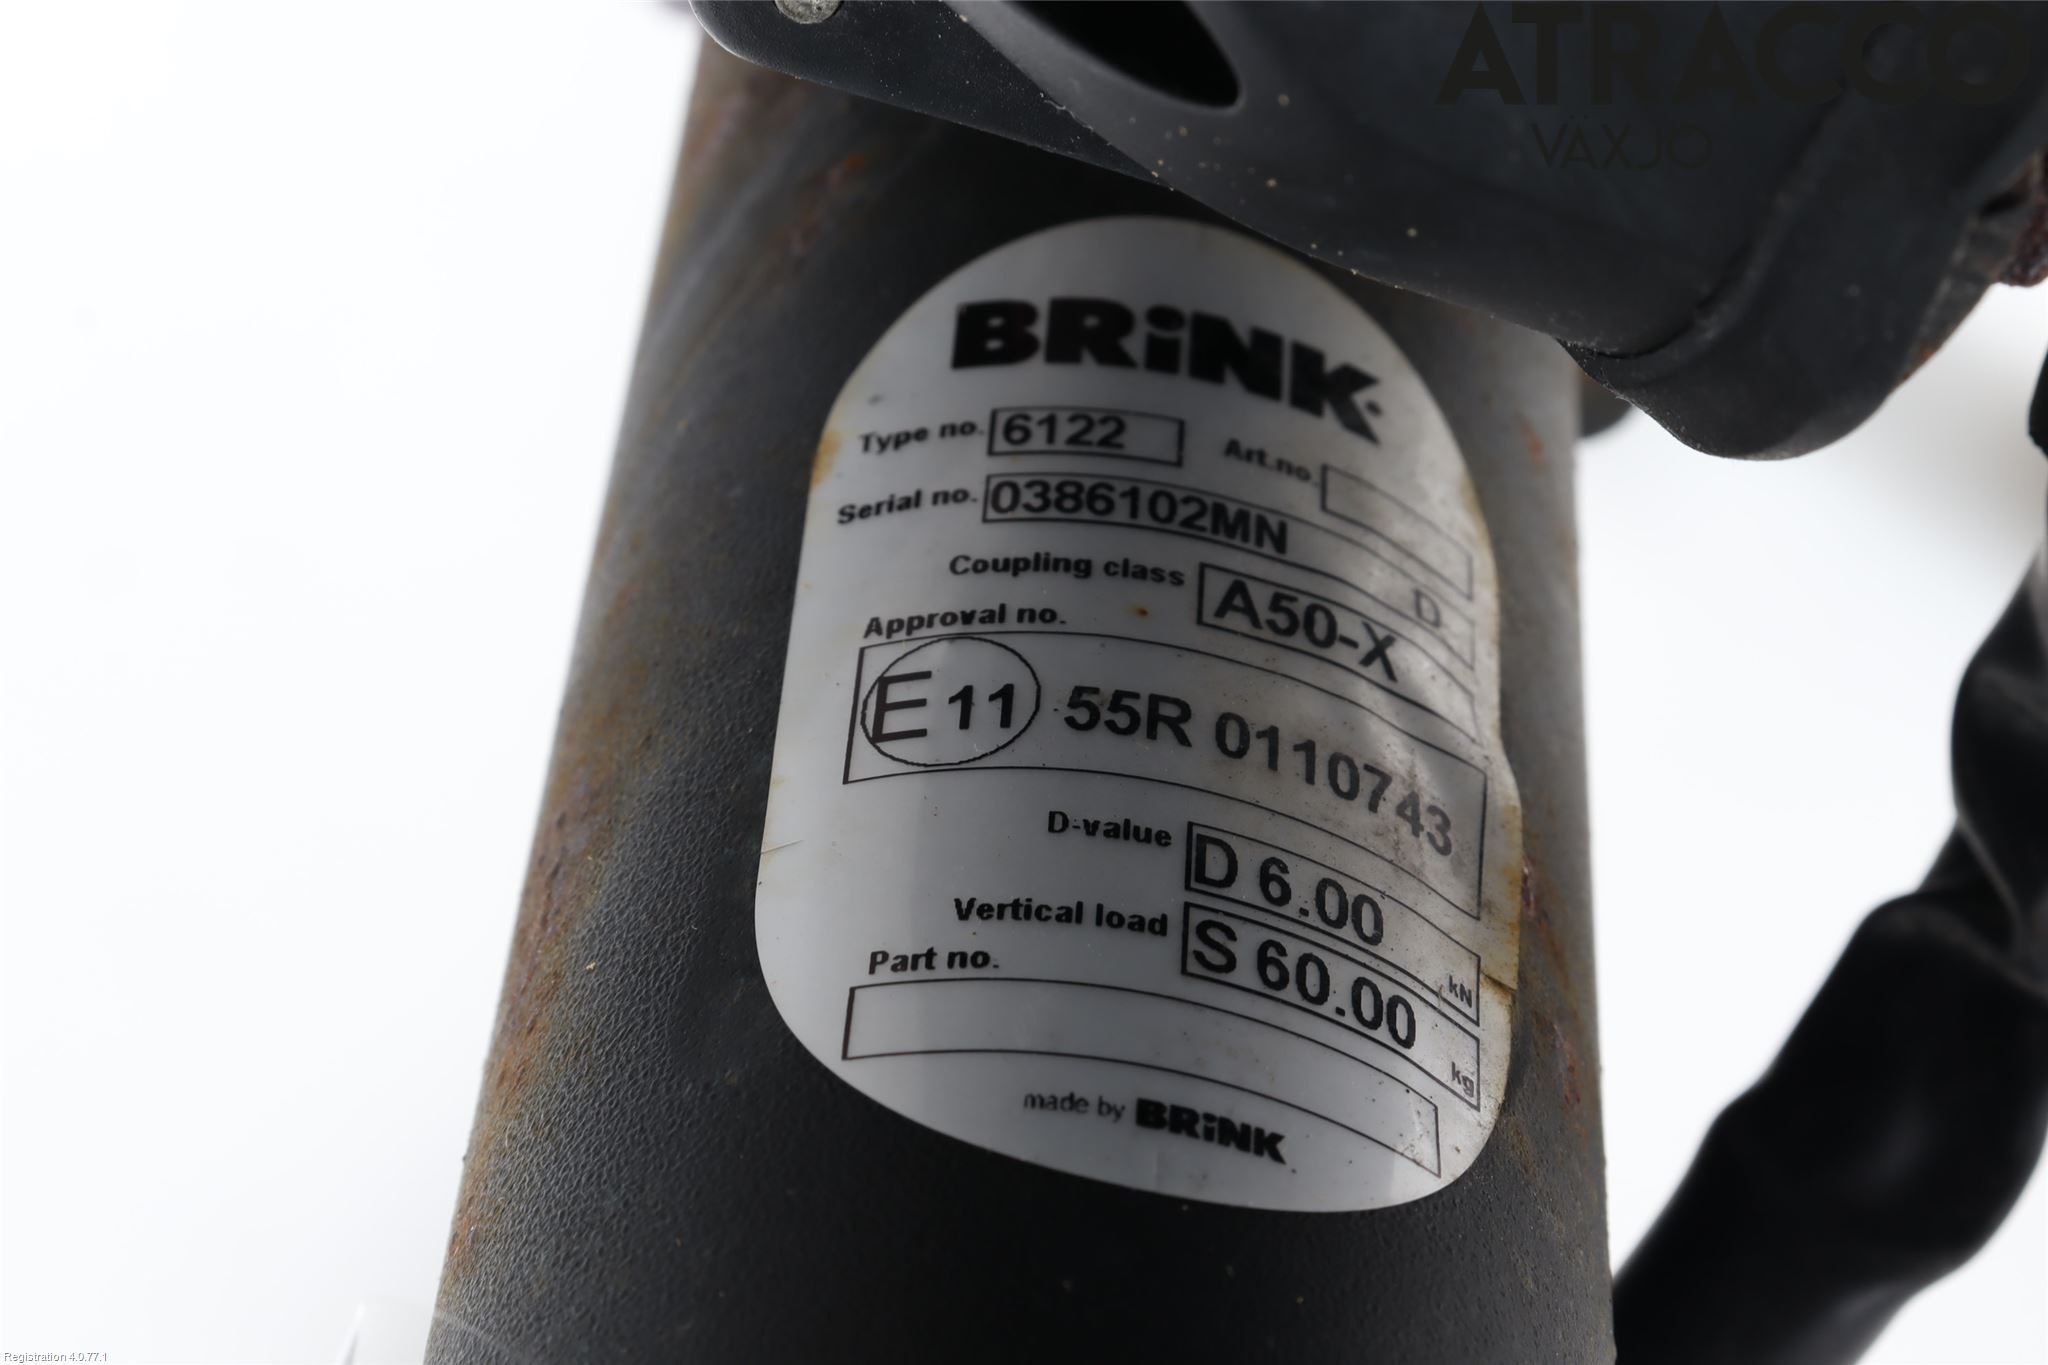 ATRACCO
VÄXJÖ
BRiNK
Type no. 6122 Art.no.
Serial no. 0386102MN D
Coupling class A50-X
Approval no.
E 11 55R 0110743
D-value D 6.00 kN
Vertical load S 60.00 kg
Part no.
made by BRiNK
Registration 4.0.77.1